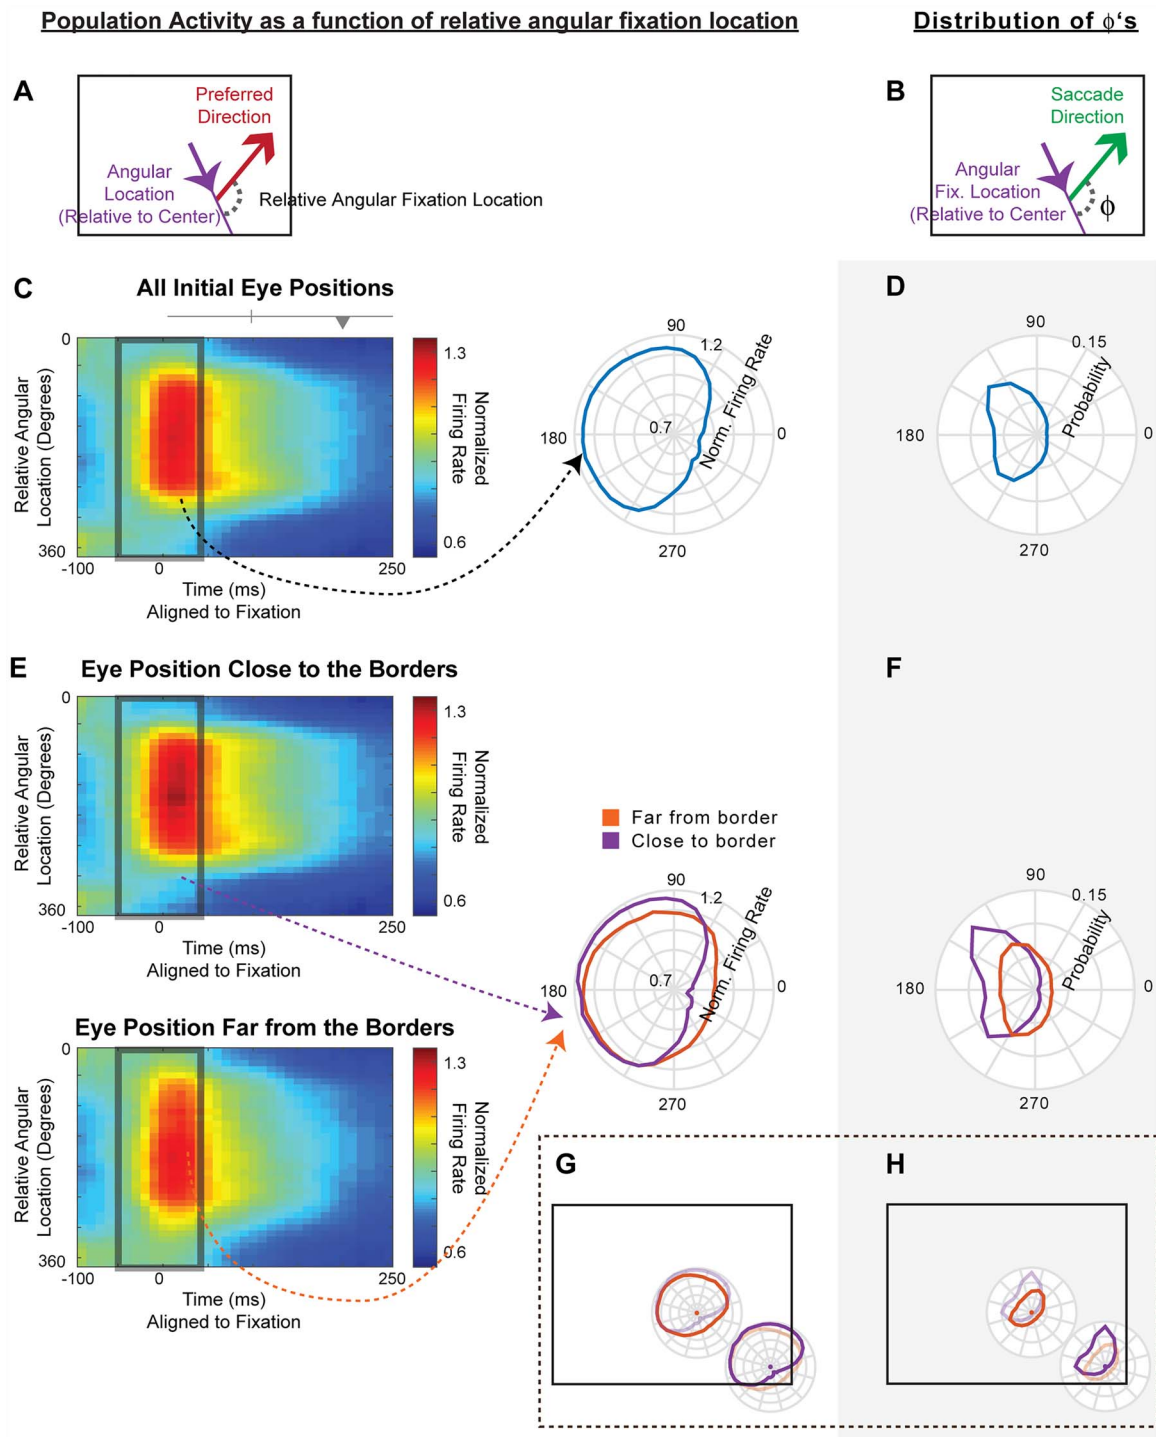 Population Activity as a function of relative angular fixation location
Distribution of ϕ‘s
A
Preferred
Direction
Angular
Location
(Relative to Center)
Relative Angular Fixation Location
B
Saccade
Direction
Angular
Fix. Location
(Relative to Center
ϕ
C
All Initial Eye Positions
0
360
Relative Angular
Location (Degrees)
-100
0
250
Time (ms)
Aligned to Fixation
1.3
0.6
Normalized
Firing Rate
90
1.2
0.7
180
0
270
Norm. Firing Rate
D
90
0.15
Probability
180
0
270
E
Eye Position Close to the Borders
0
360
Relative Angular
Location (Degrees)
-100
0
250
Time (ms)
Aligned to Fixation
1.3
0.6
Normalized
Firing Rate
Far from border
Close to border
90
1.2
0.7
180
0
270
Norm. Firing Rate
F
90
0.15
Probability
180
0
270
Eye Position Far from the Borders
0
360
Relative Angular
Location (Degrees)
-100
0
250
Time (ms)
Aligned to Fixation
1.3
0.6
Normalized
Firing Rate
G
H